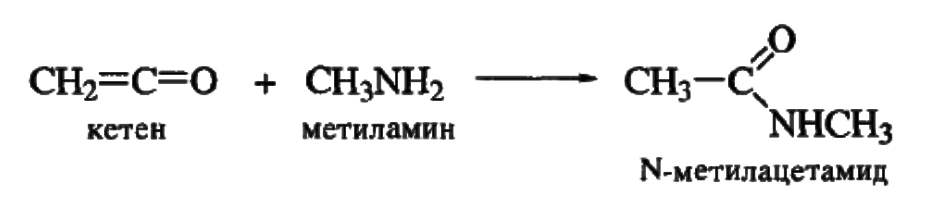 O
CH₂=C=O + CH₃NH₂ ⟶ CH₃—C
NHCH₃
кетен метиламин
N-метилацетамид